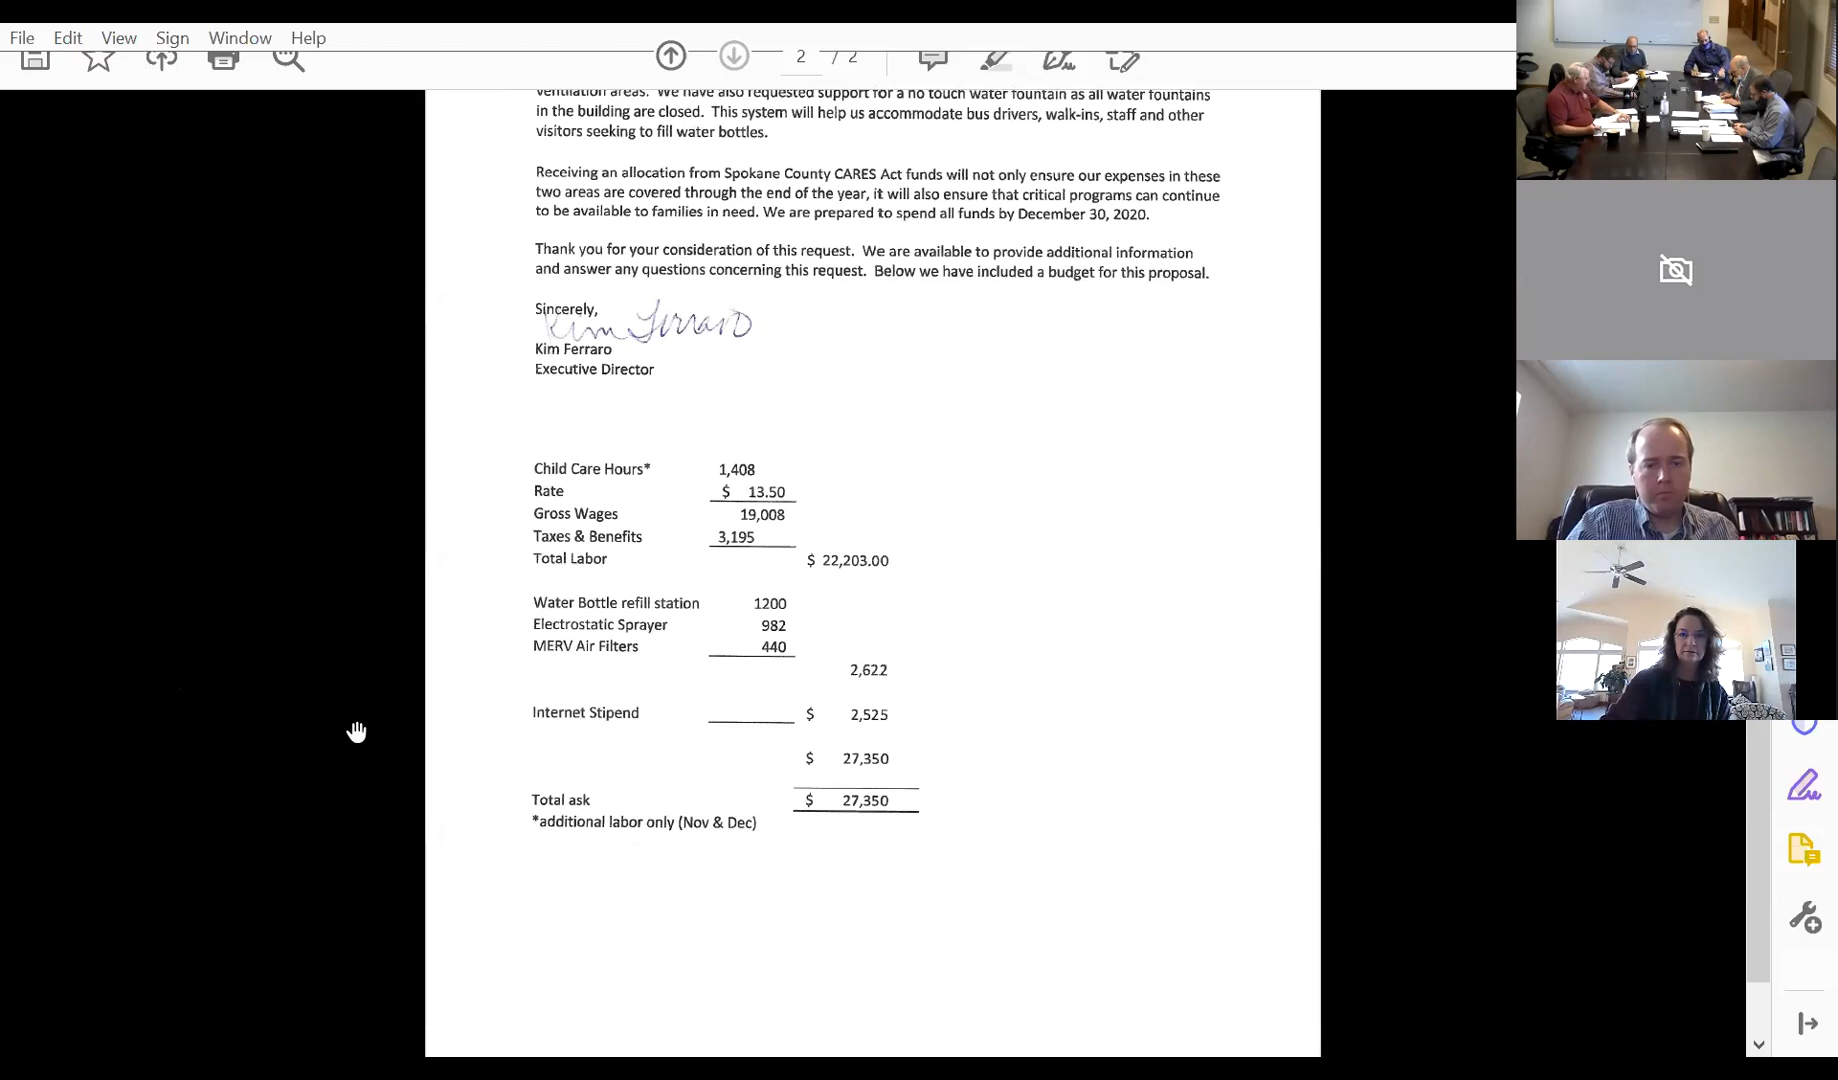 File Edit View Sign Window Help
2 / 2
ventilation areas. We have also requested support for a no touch water fountain as all water fountains
in the building are closed. This system will help us accommodate bus drivers, walk-ins, staff and other
visitors seeking to fill water bottles.
Receiving an allocation from Spokane County CARES Act funds will not only ensure our expenses in these
two areas are covered through the end of the year, it will also ensure that critical programs can continue
to be available to families in need. We are prepared to spend all funds by December 30, 2020.
Thank you for your consideration of this request. We are available to provide additional information
and answer any questions concerning this request. Below we have included a budget for this proposal.
Sincerely,
Kim Ferraro
Kim Ferraro
Executive Director
Child Care Hours* 1,408
Rate $ 13.50
Gross Wages 19,008
Taxes & Benefits 3,195
Total Labor $ 22,203.00
Water Bottle refill station 1200
Electrostatic Sprayer 982
MERV Air Filters 440
2,622
Internet Stipend $ 2,525
$ 27,350
Total ask $ 27,350
*additional labor only (Nov & Dec)